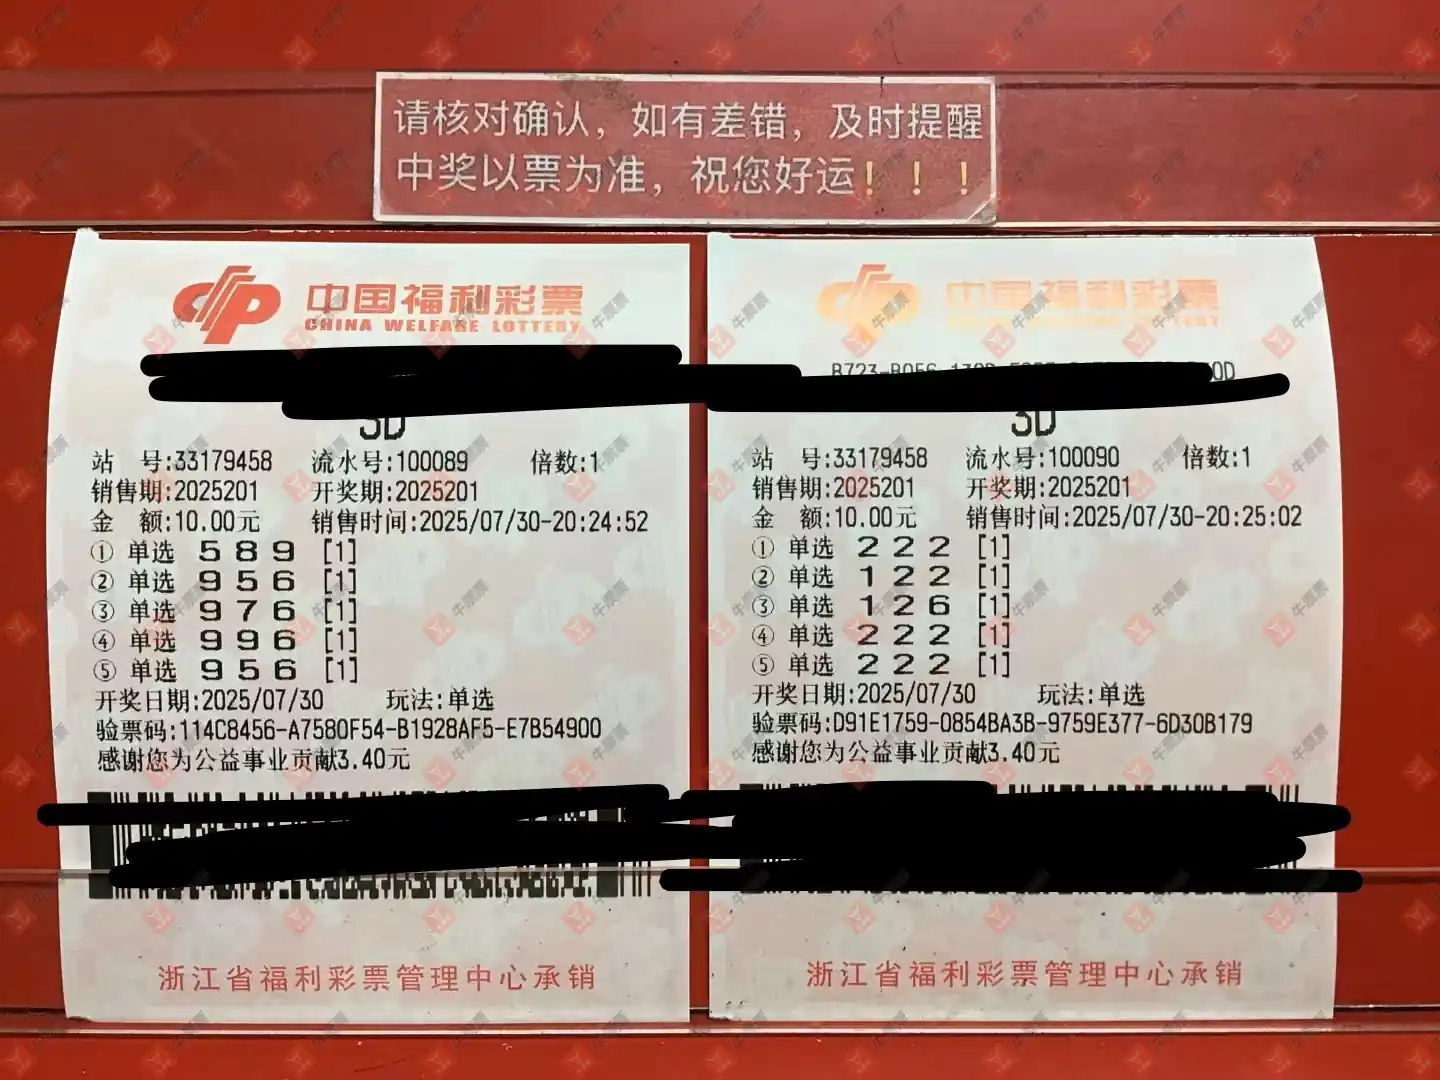 请核对确认，如有差错，及时提醒
中奖以票为准，祝您好运！！！
中国福利彩票
CHINA WELFARE LOTTERY
3D
站 号:33179458 流水号:100089 倍数:1
销售期:2025201 开奖期:2025201
金 额:10.00元 销售时间:2025/07/30-20:24:52
① 单选 5 8 9 [1]
② 单选 9 5 6 [1]
③ 单选 9 7 6 [1]
④ 单选 9 9 6 [1]
⑤ 单选 9 5 6 [1]
开奖日期:2025/07/30 玩法:单选
验票码:114C8456-A7580F54-B1928AF5-E7B54900
感谢您为公益事业贡献3.40元
浙江省福利彩票管理中心承销
中国福利彩票
CHINA WELFARE LOTTERY
3D
站 号:33179458 流水号:100090 倍数:1
销售期:2025201 开奖期:2025201
金 额:10.00元 销售时间:2025/07/30-20:25:02
① 单选 2 2 2 [1]
② 单选 1 2 2 [1]
③ 单选 1 2 6 [1]
④ 单选 2 2 2 [1]
⑤ 单选 2 2 2 [1]
开奖日期:2025/07/30 玩法:单选
验票码:D91E1759-0854BA3B-9759E377-6D30B179
感谢您为公益事业贡献3.40元
浙江省福利彩票管理中心承销